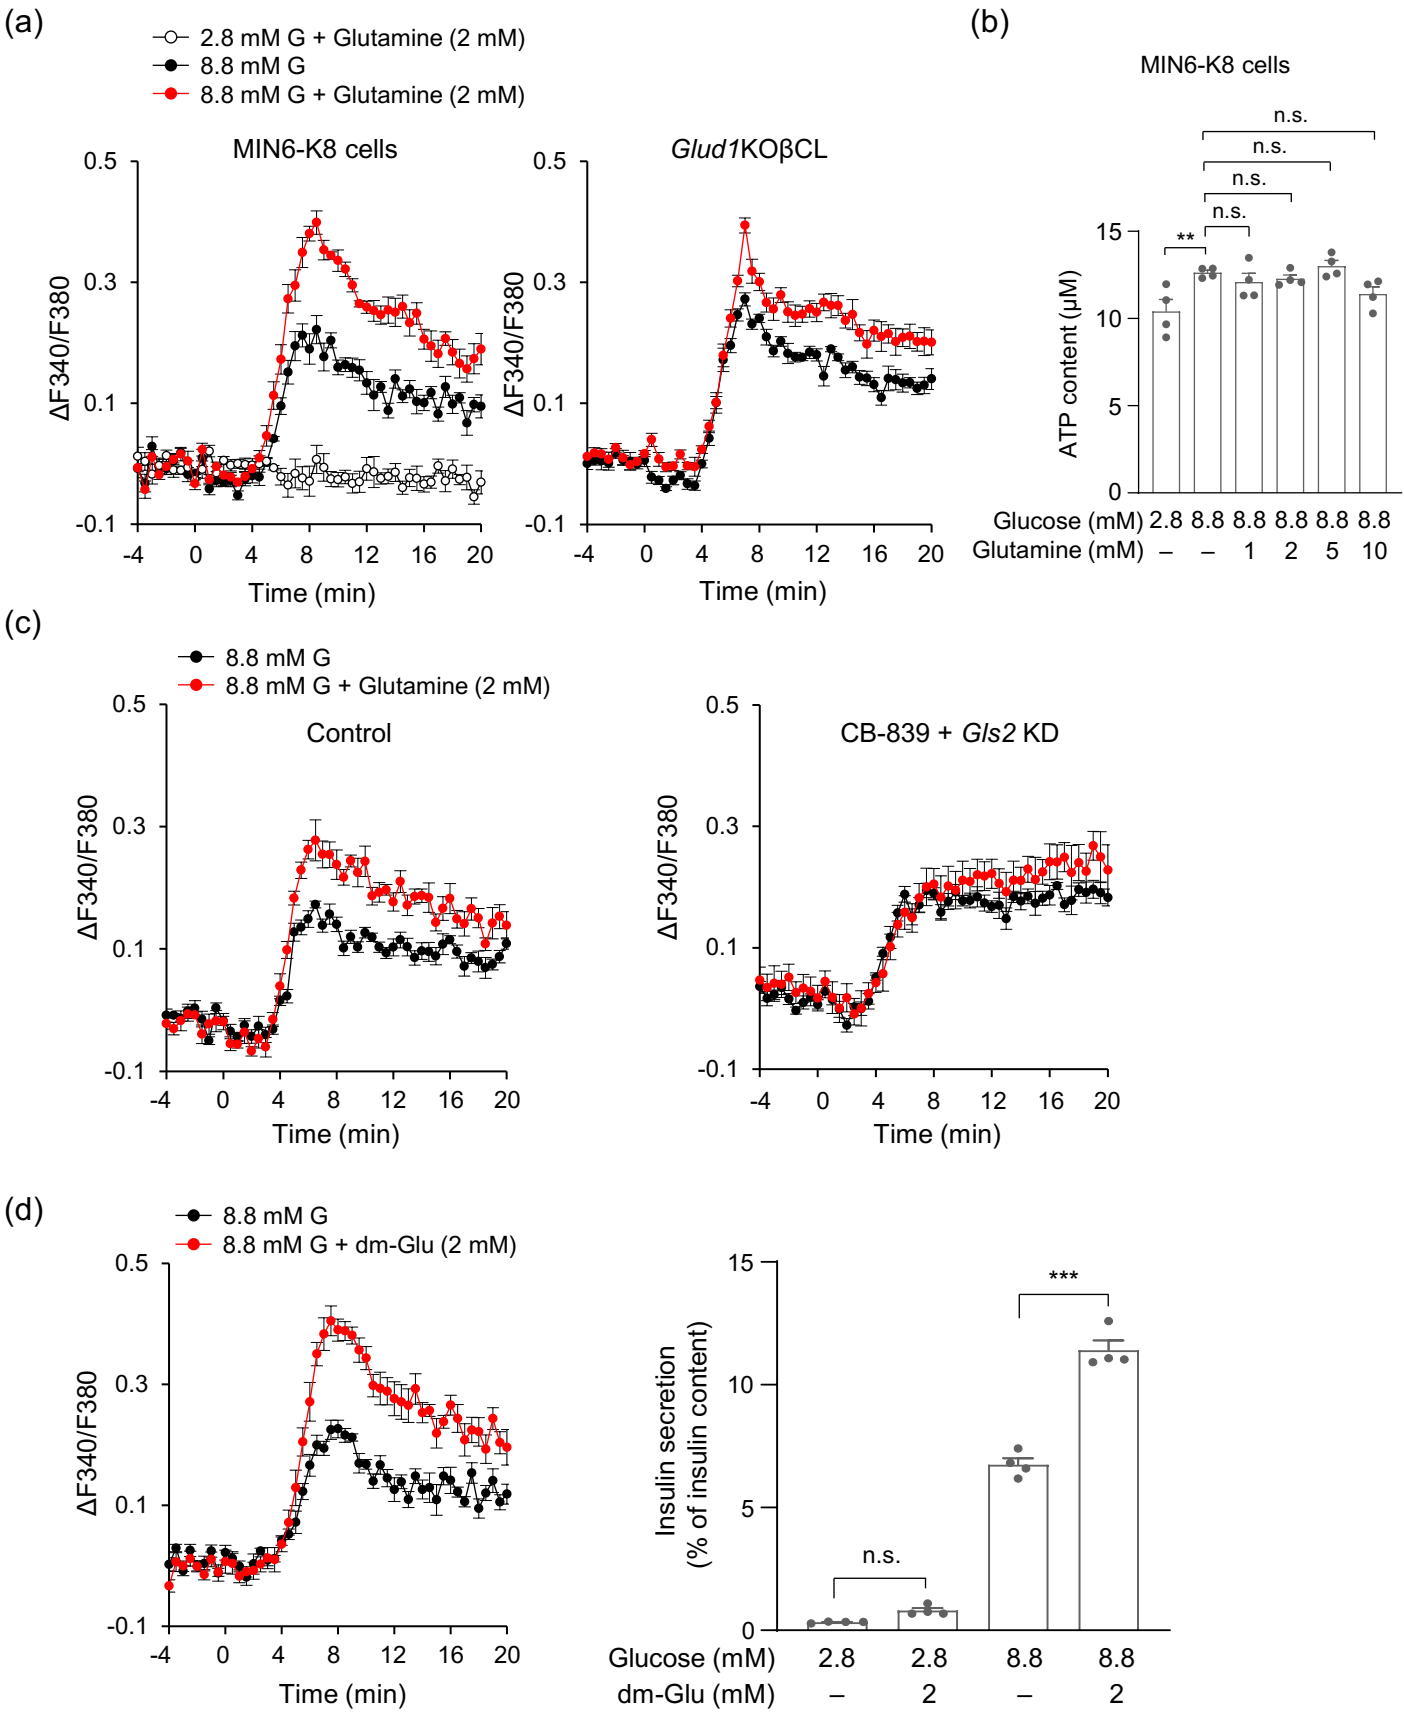 (a)
2.8 mM G + Glutamine (2 mM)
8.8 mM G
8.8 mM G + Glutamine (2 mM)
MIN6-K8 cells
ΔF340/F380
0.5
0.3
0.1
-0.1
-4 0 4 8 12 16 20
Time (min)
Glud1KOβCL
ΔF340/F380
0.5
0.3
0.1
-0.1
-4 0 4 8 12 16 20
Time (min)
(b)
MIN6-K8 cells
n.s.
n.s.
n.s.
n.s.
**
ATP content (μM)
15
10
5
0
Glucose (mM) 2.8 8.8 8.8 8.8 8.8 8.8
Glutamine (mM) – – 1 2 5 10
(c)
8.8 mM G
8.8 mM G + Glutamine (2 mM)
Control
ΔF340/F380
0.5
0.3
0.1
-0.1
-4 0 4 8 12 16 20
Time (min)
CB-839 + Gls2 KD
ΔF340/F380
0.5
0.3
0.1
-0.1
-4 0 4 8 12 16 20
Time (min)
(d)
8.8 mM G
8.8 mM G + dm-Glu (2 mM)
ΔF340/F380
0.5
0.3
0.1
-0.1
-4 0 4 8 12 16 20
Time (min)
Insulin secretion
(% of insulin content)
15
10
5
0
n.s.
***
Glucose (mM) 2.8 2.8 8.8 8.8
dm-Glu (mM) – 2 – 2